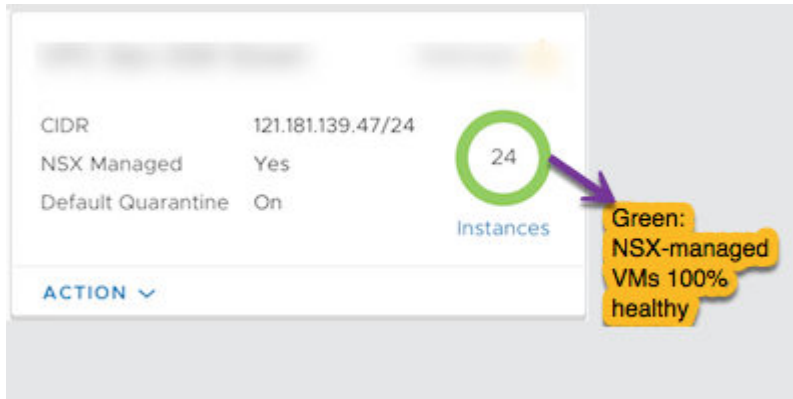 CIDR 121.181.139.47/24
NSX Managed Yes
Default Quarantine On
24
Instances
ACTION
Green:
NSX-managed
VMs 100%
healthy